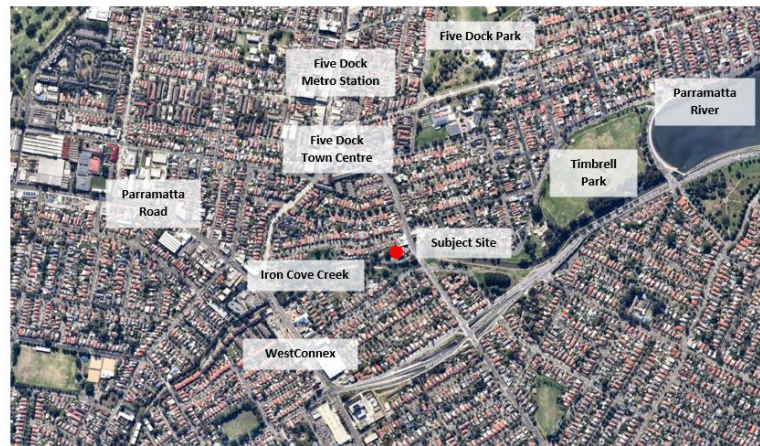 Five Dock Park
Five Dock
Metro Station
Parramatta
River
Five Dock
Town Centre
Timbrell
Park
Parramatta
Road
Subject Site
Iron Cove Creek
WestConnex